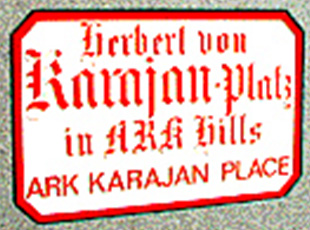 Herbert von
Karajan-Platz
in ARK Hills
ARK KARAJAN PLACE